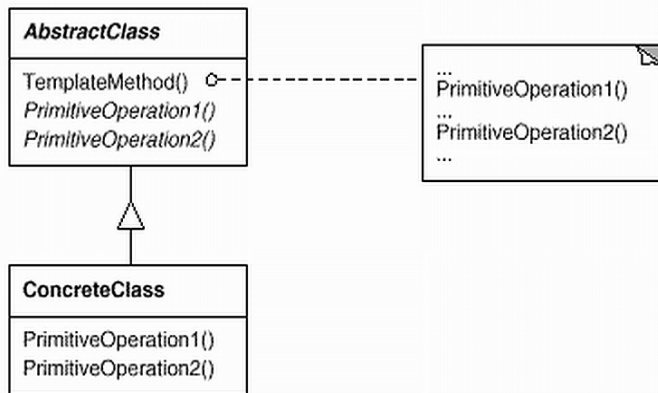 AbstractClass
TemplateMethod()
PrimitiveOperation1()
PrimitiveOperation2()
...
PrimitiveOperation1()
...
PrimitiveOperation2()
...
ConcreteClass
PrimitiveOperation1()
PrimitiveOperation2()